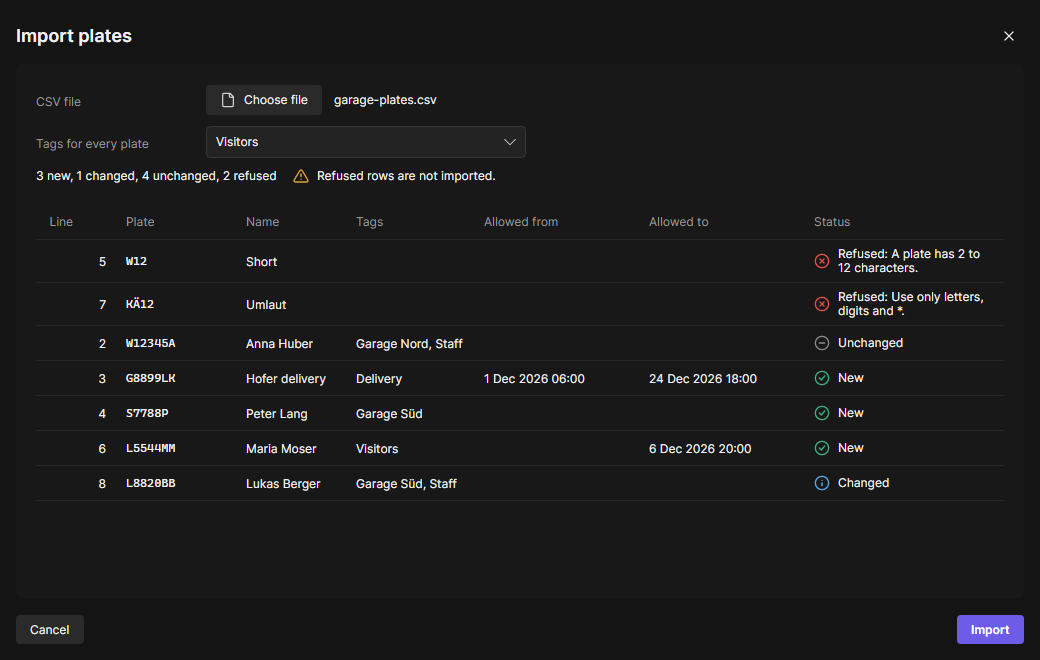 Import plates
CSV file
Choose file
garage-plates.csv
Tags for every plate
Visitors
3 new, 1 changed, 4 unchanged, 2 refused
Refused rows are not imported.
Line Plate Name Tags Allowed from Allowed to Status
5 W12 Short Refused: A plate has 2 to
12 characters.
7 KÄ12 Umlaut Refused: Use only letters,
digits and *.
2 W12345A Anna Huber Garage Nord, Staff Unchanged
3 G8899LK Hofer delivery Delivery 1 Dec 2026 06:00 24 Dec 2026 18:00 New
4 S7788P Peter Lang Garage Süd New
6 L5544MM Maria Moser Visitors 6 Dec 2026 20:00 New
8 L8820BB Lukas Berger Garage Süd, Staff Changed
Cancel
Import